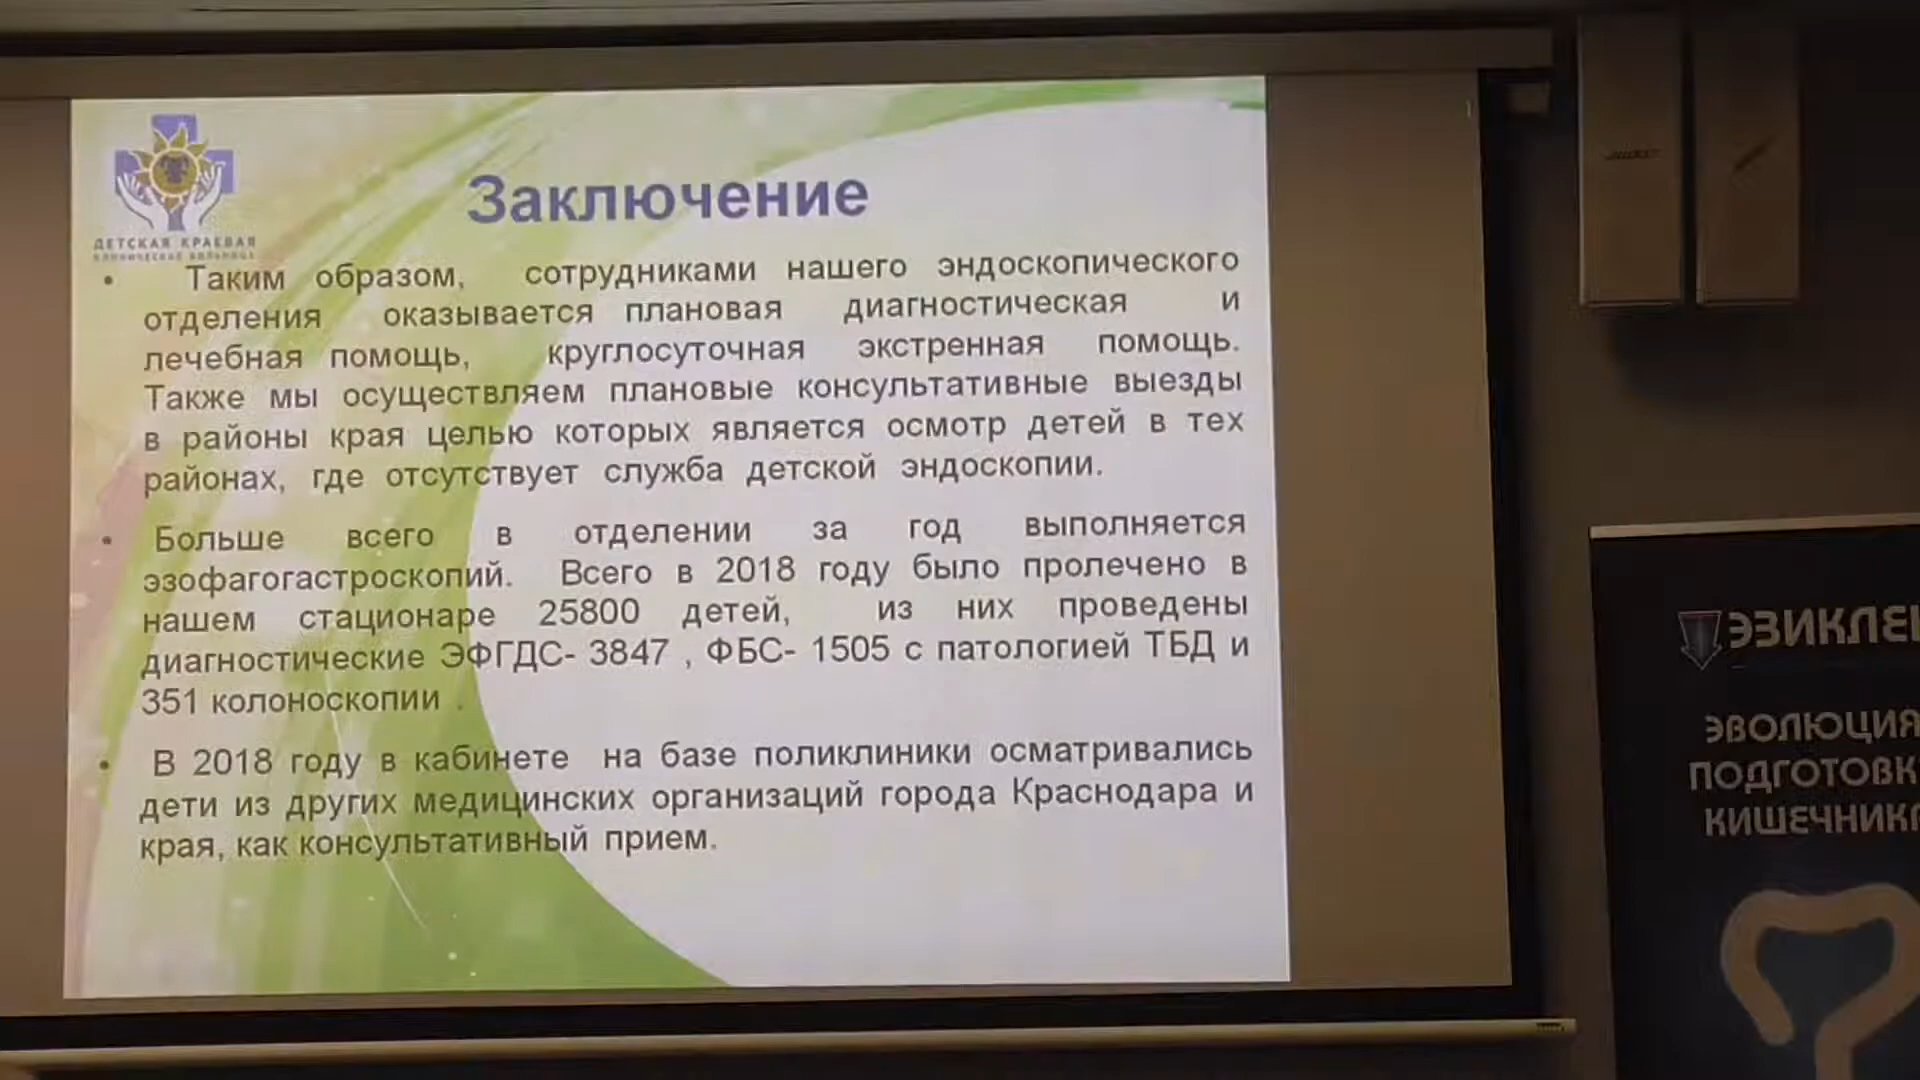 ДЕТСКАЯ КРАЕВАЯ
КЛИНИЧЕСКАЯ БОЛЬНИЦА
Заключение
• Таким образом, сотрудниками нашего эндоскопического
отделения оказывается плановая диагностическая и
лечебная помощь, круглосуточная экстренная помощь.
Также мы осуществляем плановые консультативные выезды
в районы края целью которых является осмотр детей в тех
районах, где отсутствует служба детской эндоскопии.
• Больше всего в отделении за год выполняется
эзофагогастроскопий. Всего в 2018 году было пролечено в
нашем стационаре 25800 детей, из них проведены
диагностические ЭФГДС- 3847 , ФБС- 1505 с патологией ТБД и
351 колоноскопии .
• В 2018 году в кабинете на базе поликлиники осматривались
дети из других медицинских организаций города Краснодара и
края, как консультативный прием.
ЭЗИКЛЕ
ЭВОЛЮЦИЯ
ПОДГОТОВК
КИШЕЧНИК